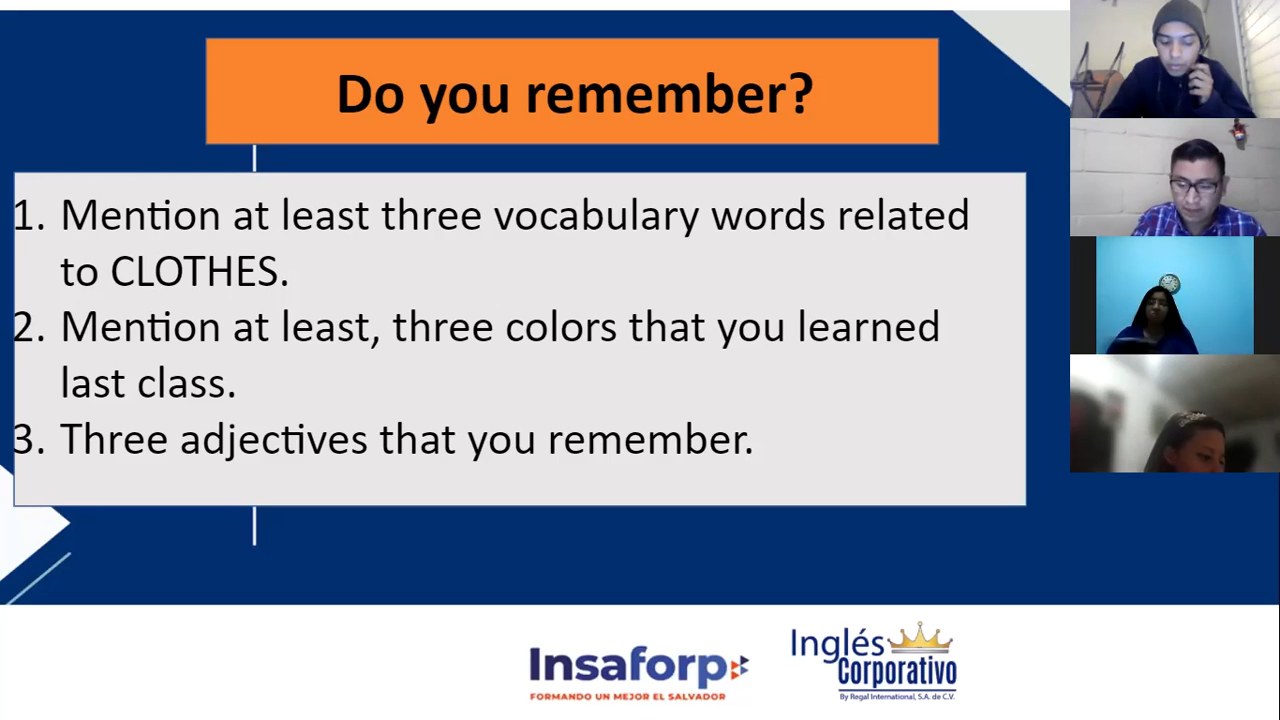 Do you remember?
1. Mention at least three vocabulary words related
to CLOTHES.
2. Mention at least, three colors that you learned
last class.
3. Three adjectives that you remember.
Insaforp
FORMANDO UN MEJOR EL SALVADOR
Inglés
Corporativo
By Regal International, S.A. de C.V.